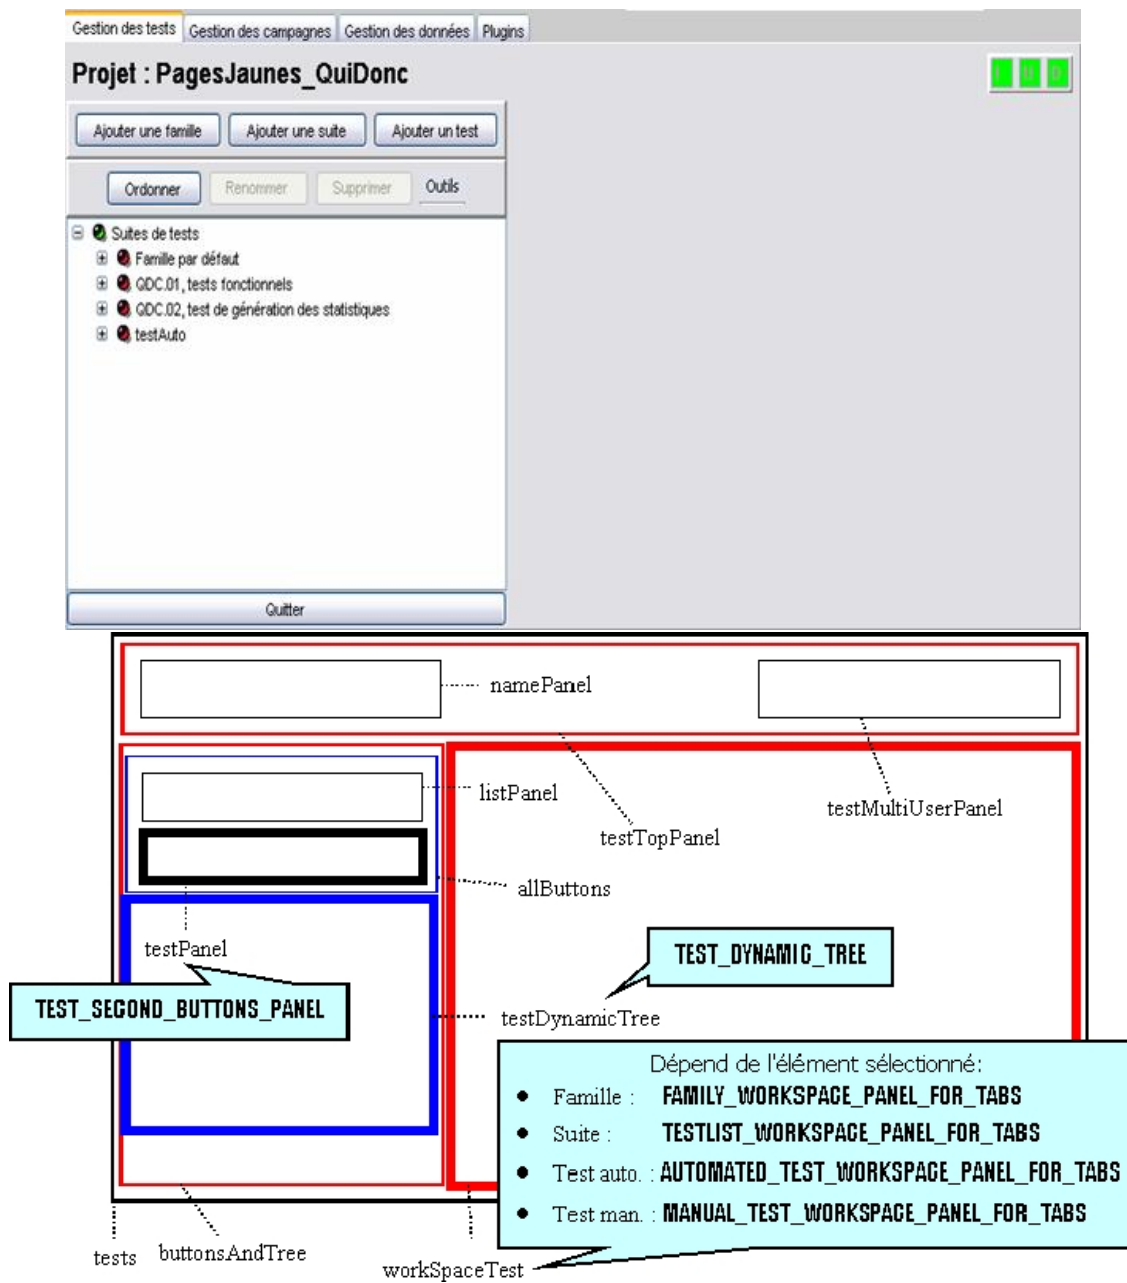 Gestion des tests Gestion des campagnes Gestion des données Plugins
Projet : PagesJaunes_QuiDonc
I U D
Ajouter une famille Ajouter une suite Ajouter un test
Ordonner Renommer Supprimer Outils
Suites de tests
Famille par défaut
QDC.01, tests fonctionnels
QDC.02, test de génération des statistiques
testAuto
Quitter
namePanel
listPanel
testMultiUserPanel
testTopPanel
allButtons
testPanel
TEST_DYNAMIC_TREE
TEST_SECOND_BUTTONS_PANEL
testDynamicTree
Dépend de l'élément sélectionné:
● Famille : FAMILY_WORKSPACE_PANEL_FOR_TABS
● Suite : TESTLIST_WORKSPACE_PANEL_FOR_TABS
● Test auto. : AUTOMATED_TEST_WORKSPACE_PANEL_FOR_TABS
● Test man. : MANUAL_TEST_WORKSPACE_PANEL_FOR_TABS
tests
buttonsAndTree
workSpaceTest